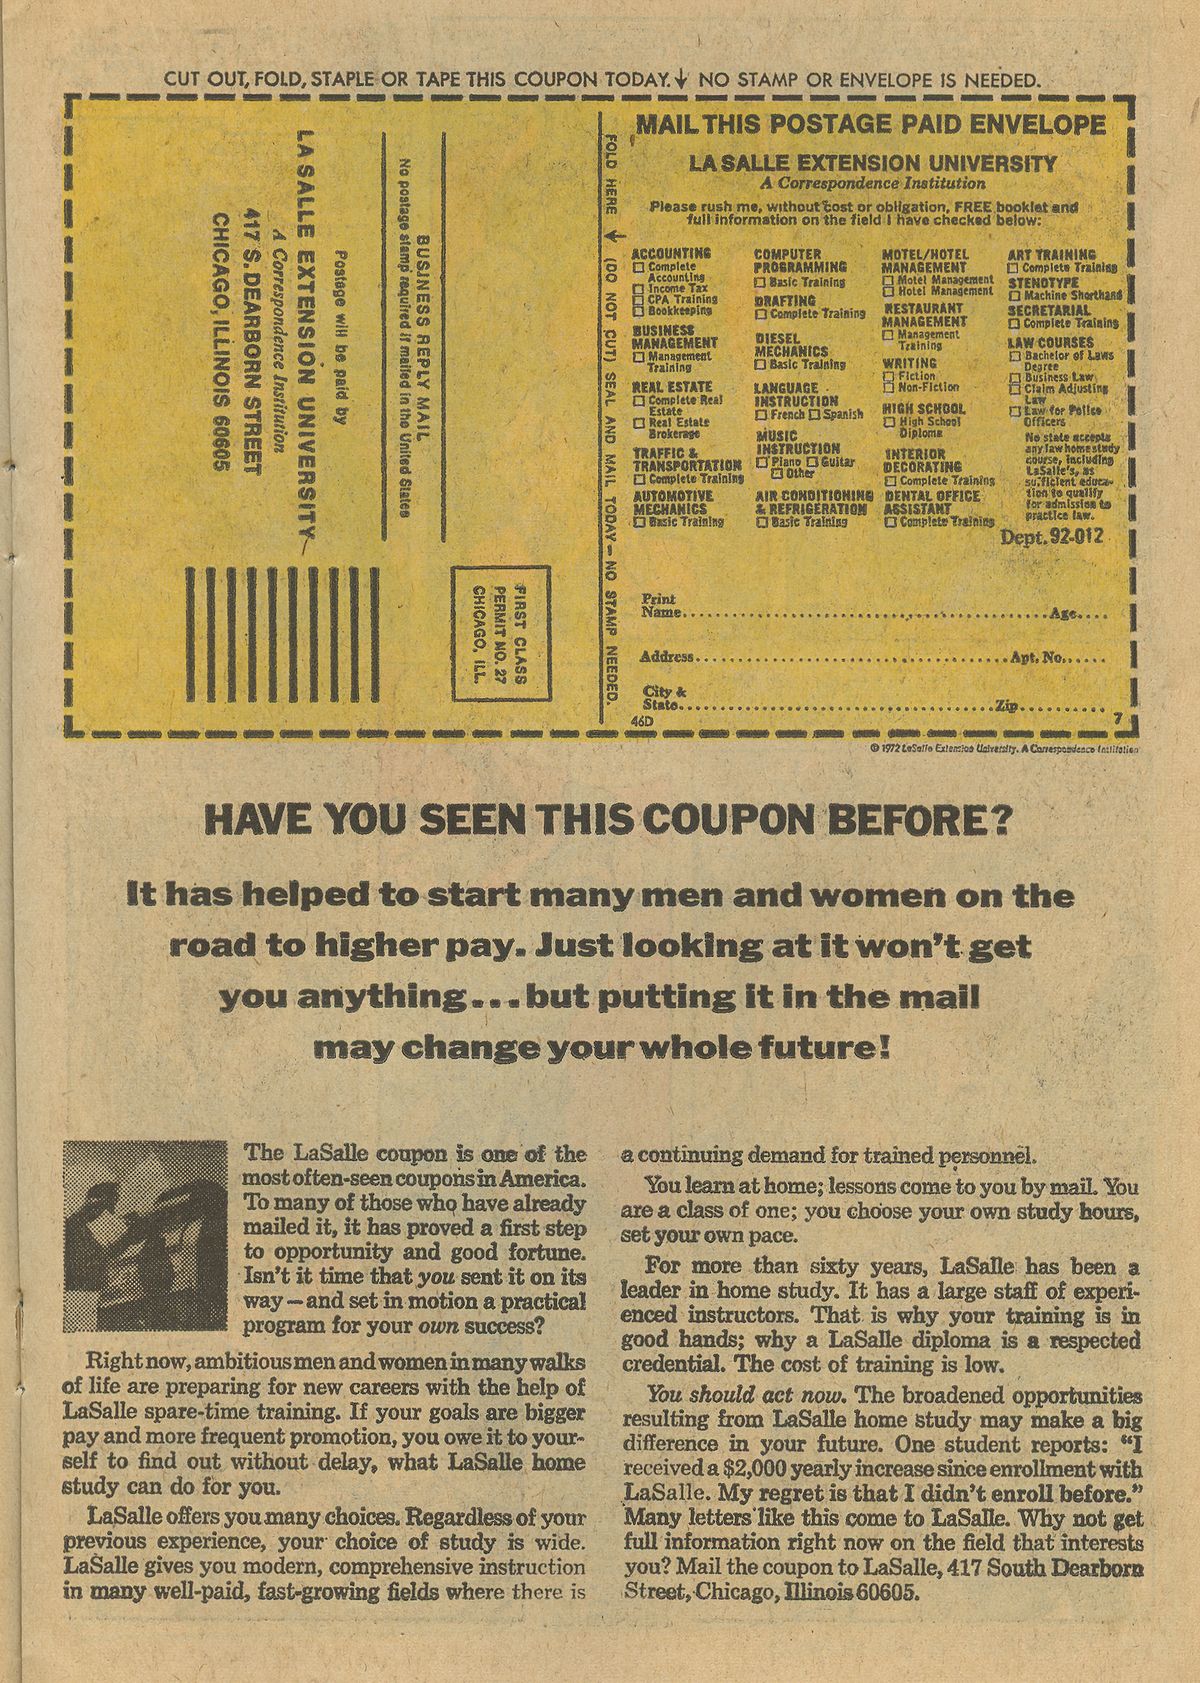 CUT OUT, FOLD, STAPLE OR TAPE THIS COUPON TODAY.↓ NO STAMP OR ENVELOPE IS NEEDED.
BUSINESS REPLY MAIL
No postage stamp required if mailed in the United States
Postage will be paid by
LA SALLE EXTENSION UNIVERSITY
A Correspondence Institution
417 S. DEARBORN STREET
CHICAGO, ILLINOIS 60605
FIRST CLASS
PERMIT NO. 27
CHICAGO, ILL.
FOLD HERE ↓ (DO NOT CUT) SEAL AND MAIL TODAY — NO STAMP NEEDED.
MAIL THIS POSTAGE PAID ENVELOPE
LA SALLE EXTENSION UNIVERSITY
A Correspondence Institution
Please rush me, without cost or obligation, FREE booklet and
full information on the field I have checked below:
ACCOUNTING
☐ Complete
Accounting
☐ Income Tax
☐ CPA Training
☐ Bookkeeping
BUSINESS
MANAGEMENT
☐ Management
Training
REAL ESTATE
☐ Complete Real
Estate
☐ Real Estate
Brokerage
TRAFFIC &
TRANSPORTATION
☐ Complete Training
AUTOMOTIVE
MECHANICS
☐ Basic Training
COMPUTER
PROGRAMMING
☐ Basic Training
DRAFTING
☐ Complete Training
DIESEL
MECHANICS
☐ Basic Training
LANGUAGE
INSTRUCTION
☐ French ☐ Spanish
MUSIC
INSTRUCTION
☐ Piano ☐ Guitar
☐ Other
AIR CONDITIONING
& REFRIGERATION
☐ Basic Training
MOTEL/HOTEL
MANAGEMENT
☐ Motel Management
☐ Hotel Management
RESTAURANT
MANAGEMENT
☐ Management
Training
WRITING
☐ Fiction
☐ Non-Fiction
HIGH SCHOOL
☐ High School
Diploma
INTERIOR
DECORATING
☐ Complete Training
DENTAL OFFICE
ASSISTANT
☐ Complete Training
ART TRAINING
☐ Complete Training
STENOTYPE
☐ Machine Shorthand
SECRETARIAL
☐ Complete Training
LAW COURSES
☐ Bachelor of Laws
Degree
☐ Business Law
☐ Claim Adjusting
Law
☐ Law for Police
Officers
No state accepts
any law home study
course, including
LaSalle's, as
sufficient educa-
tion to qualify
for admission to
practice law.
Dept. 92-012
Print
Name.......... Age....
Address.......... Apt. No......
City &
State.......... Zip..........
46D 7
© 1972 LaSalle Extension University. A Correspondence Institution
HAVE YOU SEEN THIS COUPON BEFORE?
It has helped to start many men and women on the
road to higher pay. Just looking at it won't get
you anything...but putting it in the mail
may change your whole future!
The LaSalle coupon is one of the
most often-seen coupons in America.
To many of those who have already
mailed it, it has proved a first step
to opportunity and good fortune.
Isn't it time that you sent it on its
way—and set in motion a practical
program for your own success?
Right now, ambitious men and women in many walks
of life are preparing for new careers with the help of
LaSalle spare-time training. If your goals are bigger
pay and more frequent promotion, you owe it to your-
self to find out without delay, what LaSalle home
study can do for you.
LaSalle offers you many choices. Regardless of your
previous experience, your choice of study is wide.
LaSalle gives you modern, comprehensive instruction
in many well-paid, fast-growing fields where there is
a continuing demand for trained personnel.
You learn at home; lessons come to you by mail. You
are a class of one; you choose your own study hours,
set your own pace.
For more than sixty years, LaSalle has been a
leader in home study. It has a large staff of experi-
enced instructors. That is why your training is in
good hands; why a LaSalle diploma is a respected
credential. The cost of training is low.
You should act now. The broadened opportunities
resulting from LaSalle home study may make a big
difference in your future. One student reports: "I
received a $2,000 yearly increase since enrollment with
LaSalle. My regret is that I didn't enroll before."
Many letters like this come to LaSalle. Why not get
full information right now on the field that interests
you? Mail the coupon to LaSalle, 417 South Dearborn
Street, Chicago, Illinois 60605.